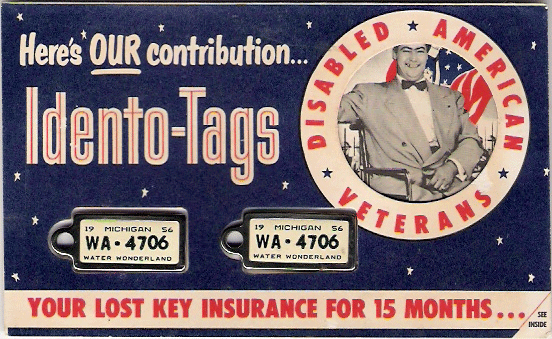 Here's OUR contribution...
Idento-Tags
DISABLED AMERICAN
VETERANS
19 MICHIGAN 56
WA•4706
WATER WONDERLAND
19 MICHIGAN 56
WA•4706
WATER WONDERLAND
YOUR LOST KEY INSURANCE FOR 15 MONTHS...
SEE
INSIDE